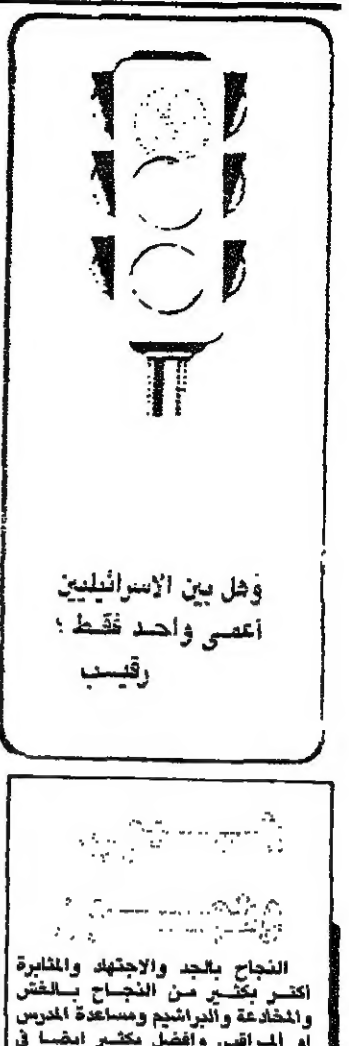 وهل بين الاسرائيليين
أعمى واحد فقط ؛
رقيب
النجاح بالجد والاجتهاد والمثابرة
اكثر بكثير من النجاح بالغش
والمخادعة والبراشيم ومساعدة المدرس
او المراقب وافضل بكثير ايضا في